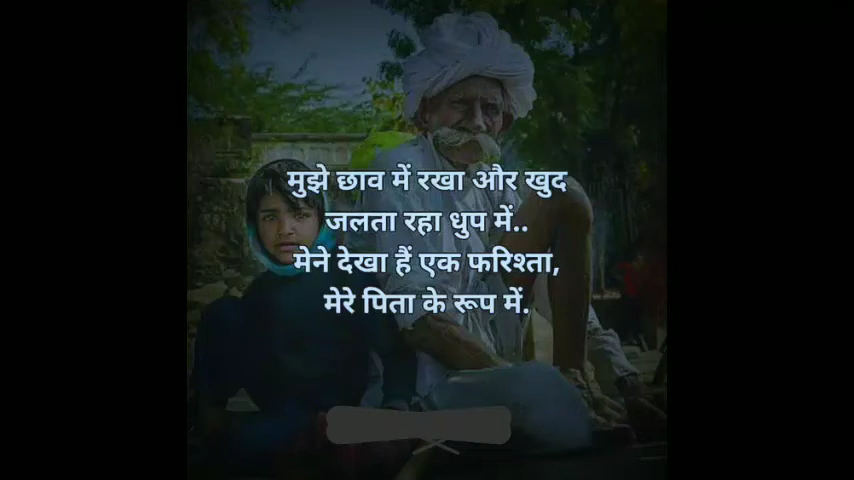 मुझे छाव में रखा और खुद
जलता रहा धुप में..
मेने देखा हैं एक फरिश्ता,
मेरे पिता के रूप में.